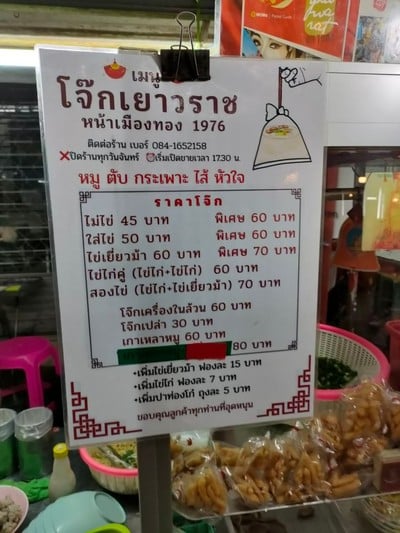 เมนู
โจ๊กเยาวราช
หน้าเมืองทอง 1976
ติดต่อร้าน เบอร์ 084-1652158
❌ปิดร้านทุกวันจันทร์ ⏰เริ่มเปิดขายเวลา 17.30 น.
หมู ตับ กระเพาะ ไส้ หัวใจ
ราคาโจ๊ก
ไม่ไข่ 45 บาท พิเศษ 60 บาท
ใส่ไข่ 50 บาท พิเศษ 60 บาท
ไข่เยี่ยวม้า 60 บาท พิเศษ 70 บาท
ไข่ไก่คู่ (ไข่ไก่+ไข่ไก่) 60 บาท
สองไข่ (ไข่ไก่+ไข่เยี่ยวม้า) 70 บาท
โจ๊กเครื่องในล้วน 60 บาท
โจ๊กเปล่า 30 บาท
เกาเหลาหมู 60 บาท
80 บาท
•เพิ่มไข่เยี่ยวม้า ฟองละ 15 บาท
•เพิ่มไข่ไก่ ฟองละ 7 บาท
•เพิ่มปาท่องโก๋ ถุงละ 5 บาท
ขอบคุณลูกค้าทุกท่านที่อุดหนุน